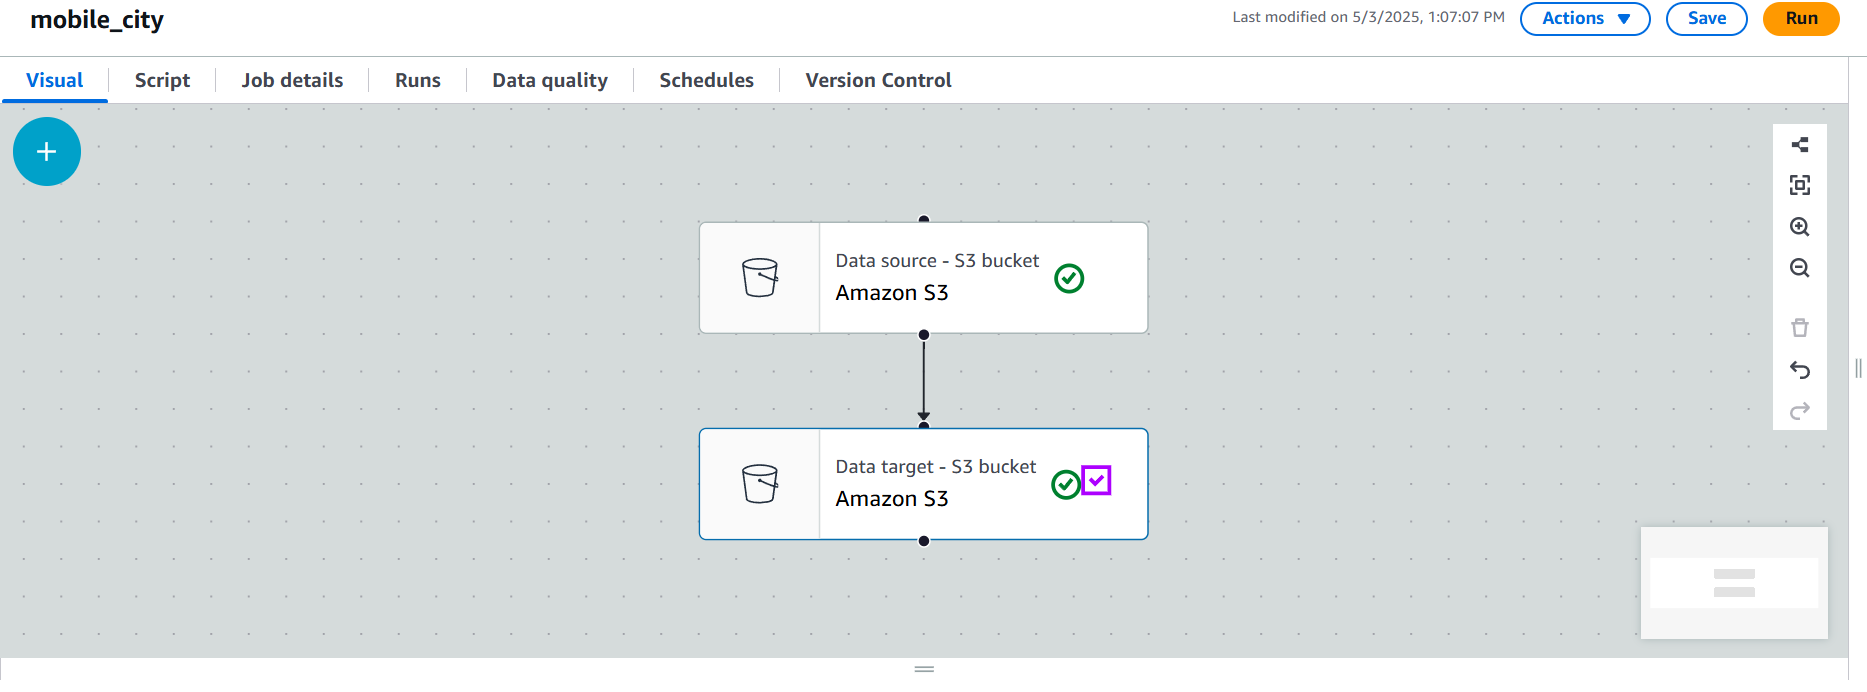 mobile_city
Last modified on 5/3/2025, 1:07:07 PM
Actions
Save
Run
Visual
Script
Job details
Runs
Data quality
Schedules
Version Control
Data source - S3 bucket
Amazon S3
Data target - S3 bucket
Amazon S3